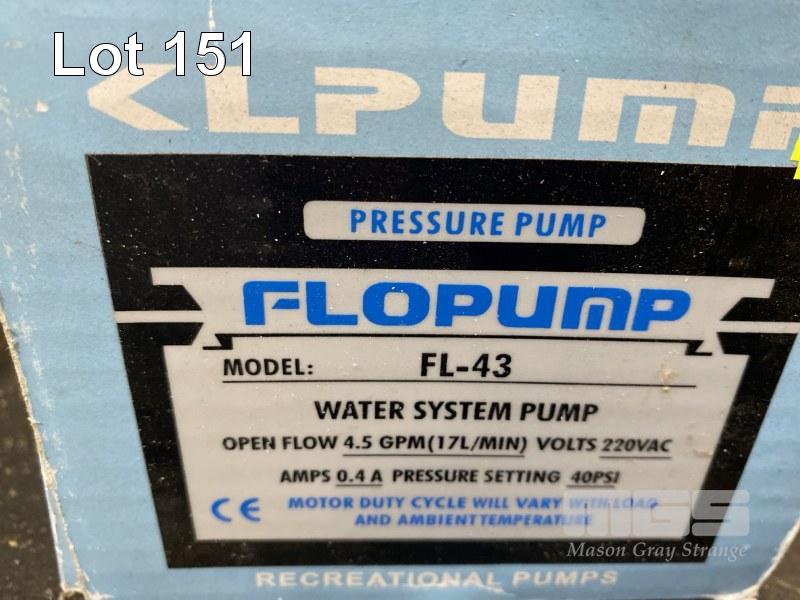 Lot 151
PRESSURE PUMP
FLOPUMP
MODEL: FL-43
WATER SYSTEM PUMP
OPEN FLOW 4.5 GPM(17L/MIN) VOLTS 220VAC
AMPS 0.4 A PRESSURE SETTING 40PSI
CE MOTOR DUTY CYCLE WILL VARY WITH LOAD
AND AMBIENT TEMPERATURE
MGS
Mason Gray Strange
RECREATIONAL PUMPS